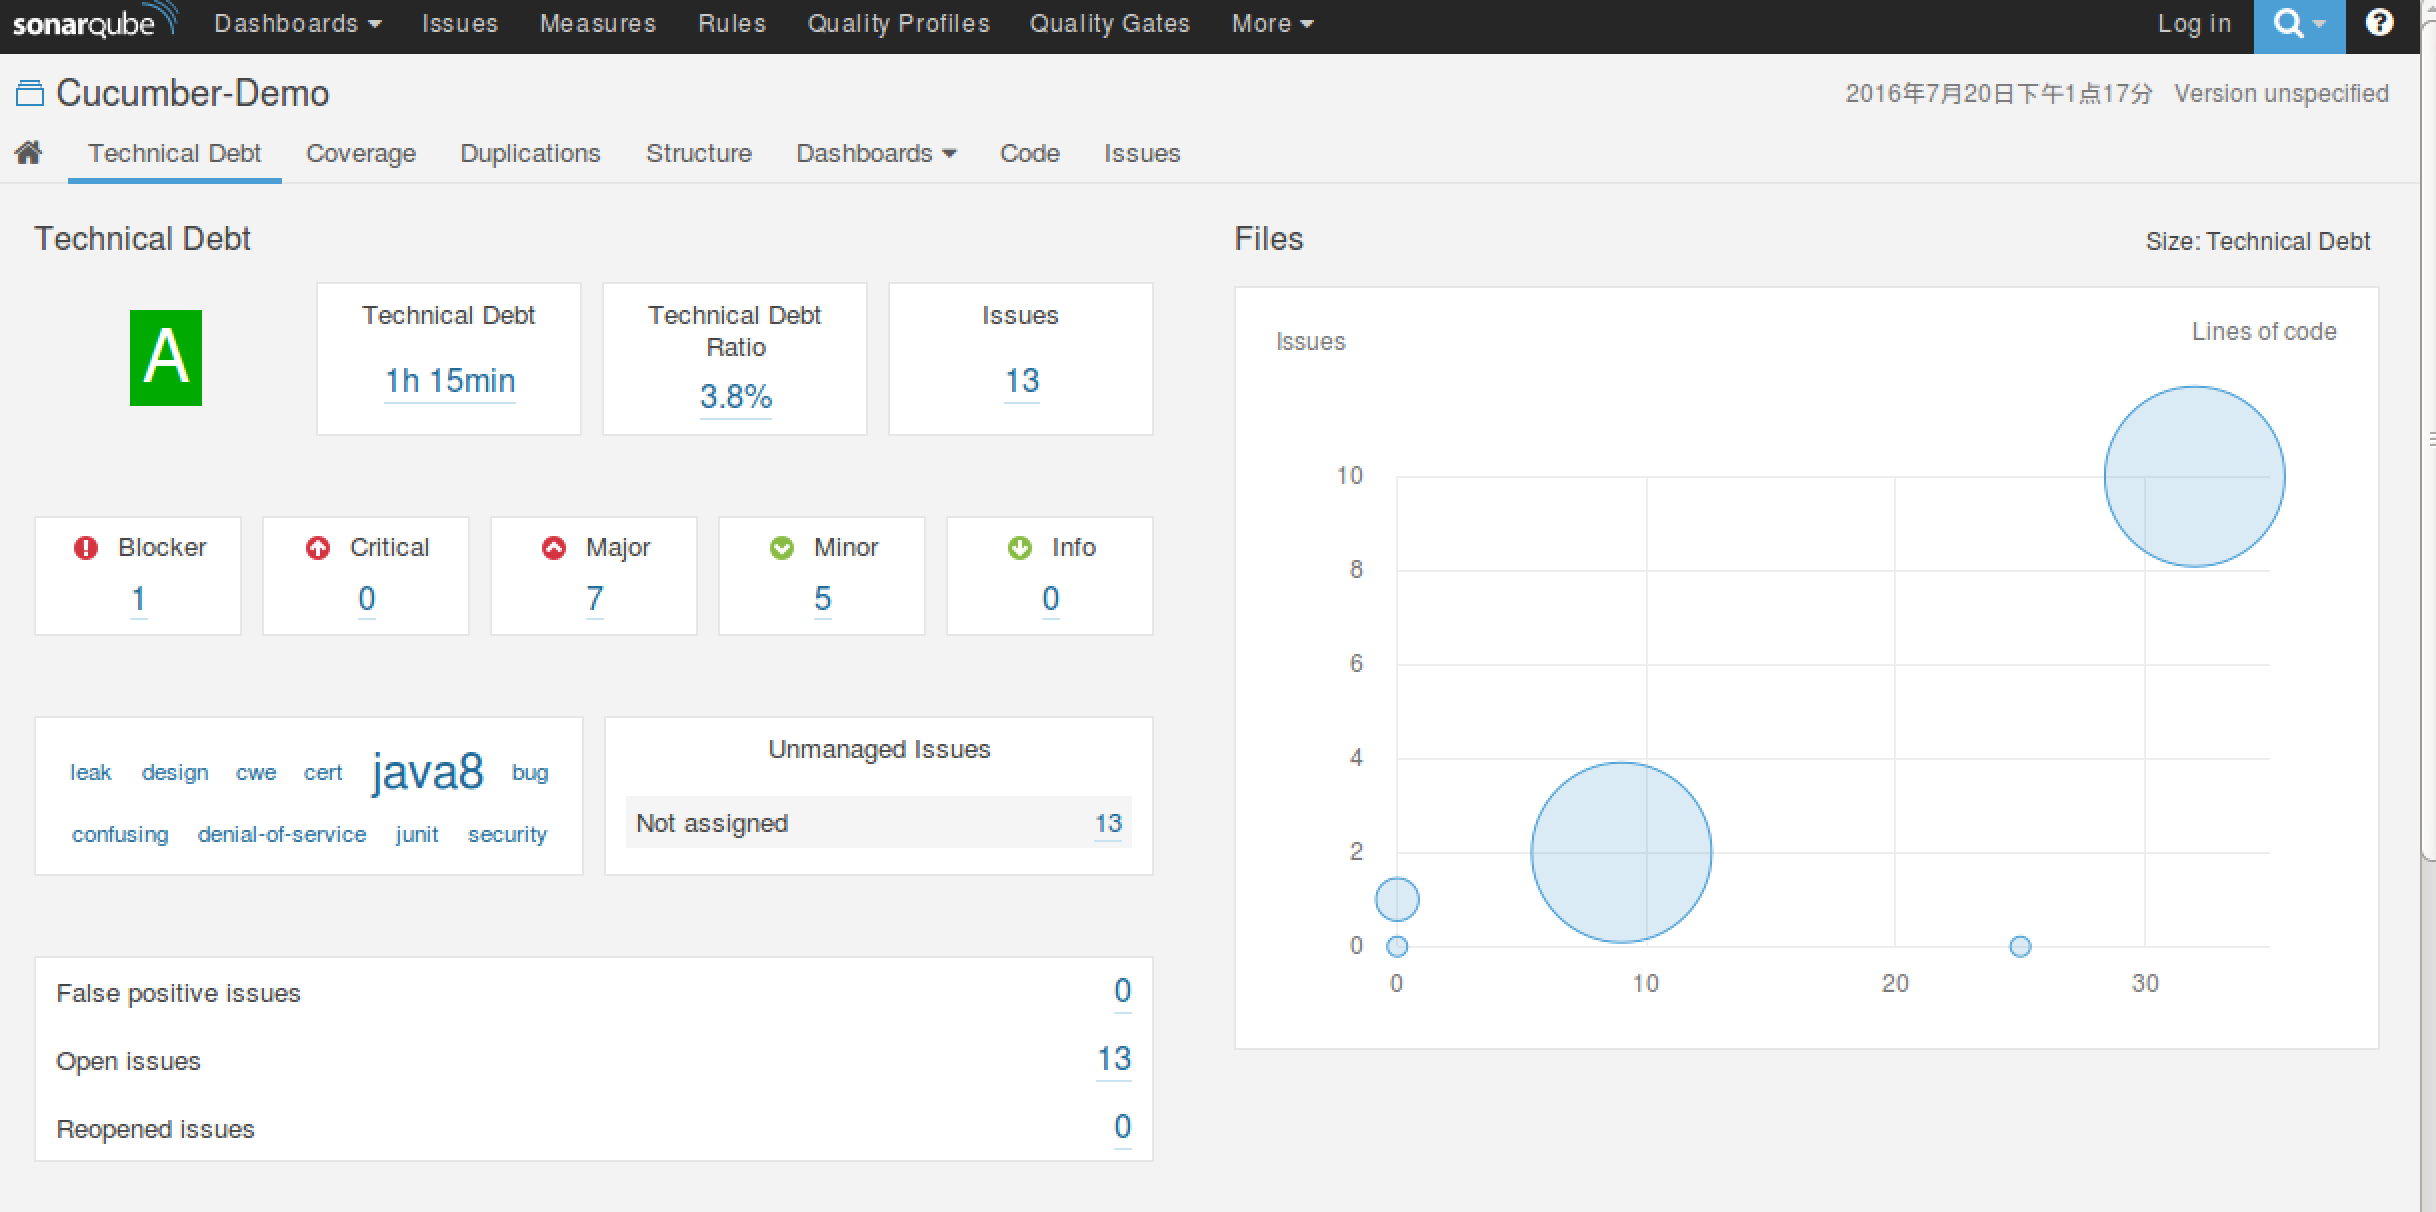 sonarqube Dashboards Issues Measures Rules Quality Profiles Quality Gates More Log in
Cucumber-Demo 2016年7月20日下午1点17分 Version unspecified
Technical Debt Coverage Duplications Structure Dashboards Code Issues
Technical Debt
A
Technical Debt
1h 15min
Technical Debt
Ratio
3.8%
Issues
13
Blocker
1
Critical
0
Major
7
Minor
5
Info
0
leak design cwe cert java8 bug
confusing denial-of-service junit security
Unmanaged Issues
Not assigned 13
False positive issues 0
Open issues 13
Reopened issues 0
Files Size: Technical Debt
Issues Lines of code
10
8
6
4
2
0
0 10 20 30